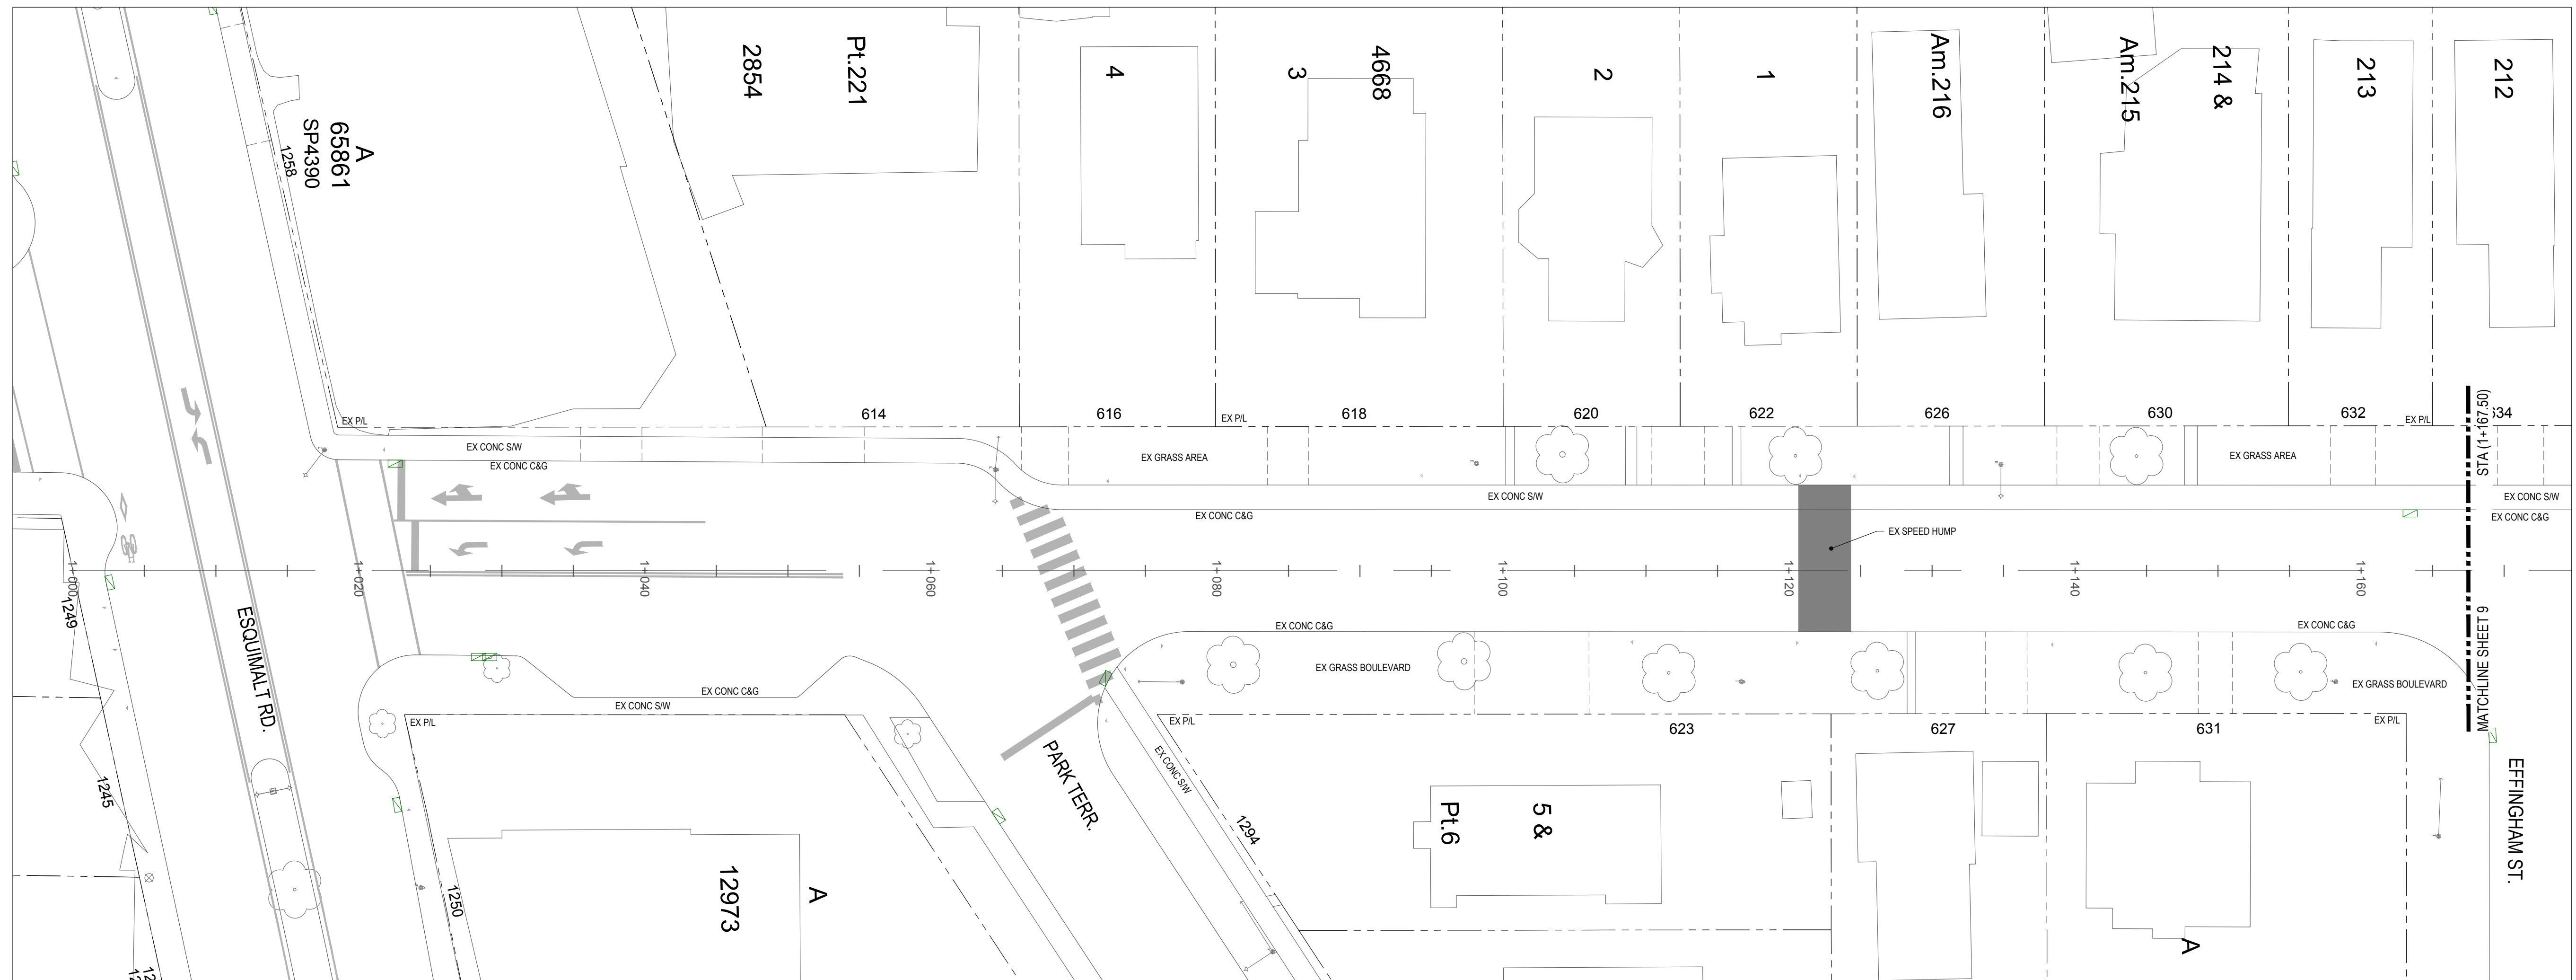 2854
Pt.221
4
3
4668
2
1
Am.216
Am.215
214 &
213
212
A
65861
SP4390
1258
EX P/L
614
616
EX P/L
618
620
622
626
630
632
EX P/L
634
STA (1+167.50)
EX CONC S/W
EX CONC C&G
EX GRASS AREA
EX GRASS AREA
EX CONC S/W
EX CONC S/W
EX CONC C&G
EX CONC C&G
EX SPEED HUMP
1+000
1+020
1+040
1+060
1+080
1+100
1+120
1+140
1+160
1249
ESQUIMALT RD.
EX CONC C&G
EX CONC C&G
MATCHLINE SHEET 9
EX GRASS BOULEVARD
EX GRASS BOULEVARD
EX CONC C&G
EX CONC S/W
EX P/L
EX P/L
EX P/L
623
627
631
PARK TERR.
EX CONC S/W
1245
1250
12973
A
1294
Pt.6
5 &
A
EFFINGHAM ST.